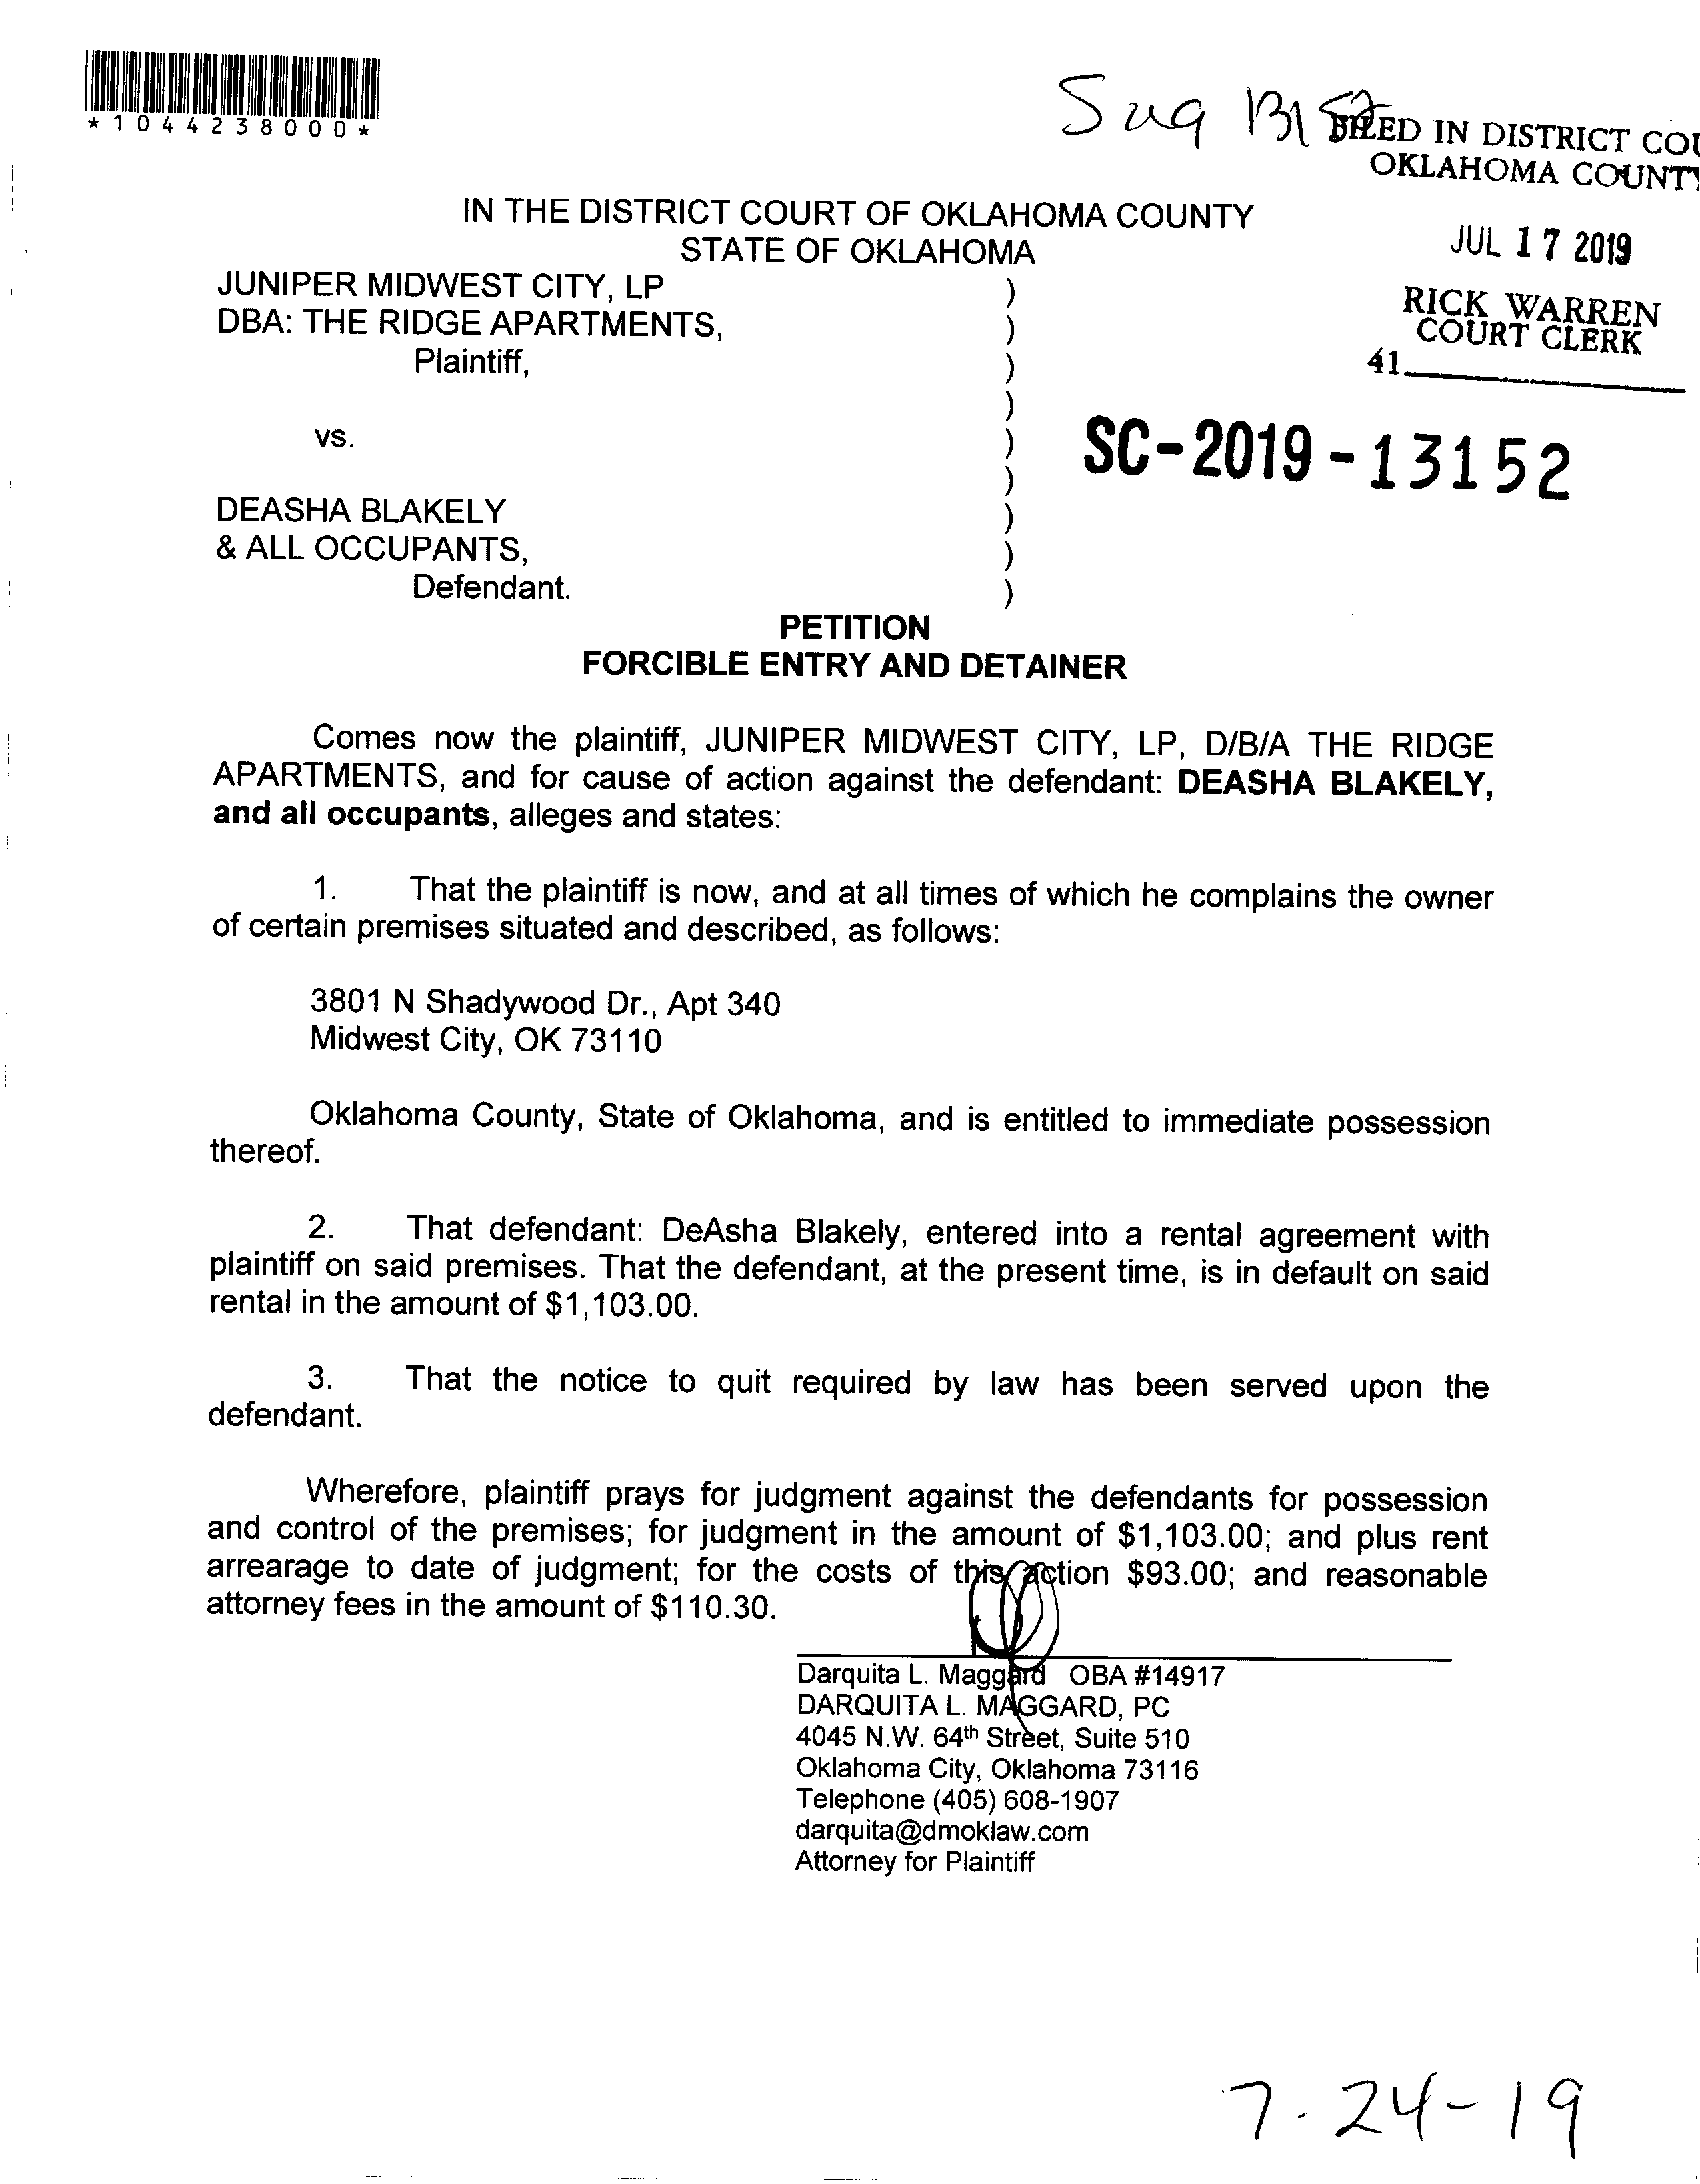 *1044238000*
FILED IN DISTRICT COU
OKLAHOMA COUNTY
IN THE DISTRICT COURT OF OKLAHOMA COUNTY
STATE OF OKLAHOMA
JUL 17 2019
JUNIPER MIDWEST CITY, LP )
DBA: THE RIDGE APARTMENTS, )
Plaintiff, )
)
RICK WARREN
COURT CLERK
41
vs. )
)
SC-2019-13152
DEASHA BLAKELY )
& ALL OCCUPANTS, )
Defendant. )
PETITION
FORCIBLE ENTRY AND DETAINER
Comes now the plaintiff, JUNIPER MIDWEST CITY, LP, D/B/A THE RIDGE
APARTMENTS, and for cause of action against the defendant: DEASHA BLAKELY,
and all occupants, alleges and states:
1. That the plaintiff is now, and at all times of which he complains the owner
of certain premises situated and described, as follows:
3801 N Shadywood Dr., Apt 340
Midwest City, OK 73110
Oklahoma County, State of Oklahoma, and is entitled to immediate possession
thereof.
2. That defendant: DeAsha Blakely, entered into a rental agreement with
plaintiff on said premises. That the defendant, at the present time, is in default on said
rental in the amount of $1,103.00.
3. That the notice to quit required by law has been served upon the
defendant.
Wherefore, plaintiff prays for judgment against the defendants for possession
and control of the premises; for judgment in the amount of $1,103.00; and plus rent
arrearage to date of judgment; for the costs of this action $93.00; and reasonable
attorney fees in the amount of $110.30.
Darquita L. Maggard OBA #14917
DARQUITA L. MAGGARD, PC
4045 N.W. 64th Street, Suite 510
Oklahoma City, Oklahoma 73116
Telephone (405) 608-1907
darquita@dmoklaw.com
Attorney for Plaintiff
7-24-19